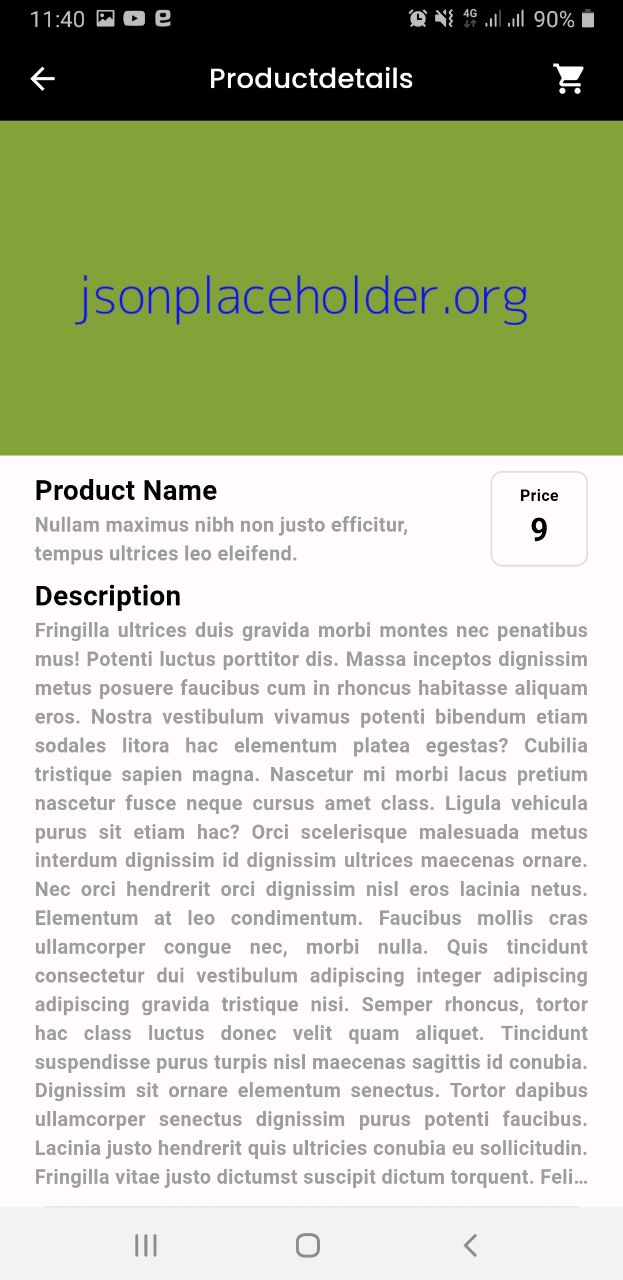 11:40
4G
90%
Productdetails
jsonplaceholder.org
Product Name
Nullam maximus nibh non justo efficitur,
tempus ultrices leo eleifend.
Price
9
Description
Fringilla ultrices duis gravida morbi montes nec penatibus
mus! Potenti luctus porttitor dis. Massa inceptos dignissim
metus posuere faucibus cum in rhoncus habitasse aliquam
eros. Nostra vestibulum vivamus potenti bibendum etiam
sodales litora hac elementum platea egestas? Cubilia
tristique sapien magna. Nascetur mi morbi lacus pretium
nascetur fusce neque cursus amet class. Ligula vehicula
purus sit etiam hac? Orci scelerisque malesuada metus
interdum dignissim id dignissim ultrices maecenas ornare.
Nec orci hendrerit orci dignissim nisl eros lacinia netus.
Elementum at leo condimentum. Faucibus mollis cras
ullamcorper congue nec, morbi nulla. Quis tincidunt
consectetur dui vestibulum adipiscing integer adipiscing
adipiscing gravida tristique nisi. Semper rhoncus, tortor
hac class luctus donec velit quam aliquet. Tincidunt
suspendisse purus turpis nisl maecenas sagittis id conubia.
Dignissim sit ornare elementum senectus. Tortor dapibus
ullamcorper senectus dignissim purus potenti faucibus.
Lacinia justo hendrerit quis ultricies conubia eu sollicitudin.
Fringilla vitae justo dictumst suscipit dictum torquent. Feli…